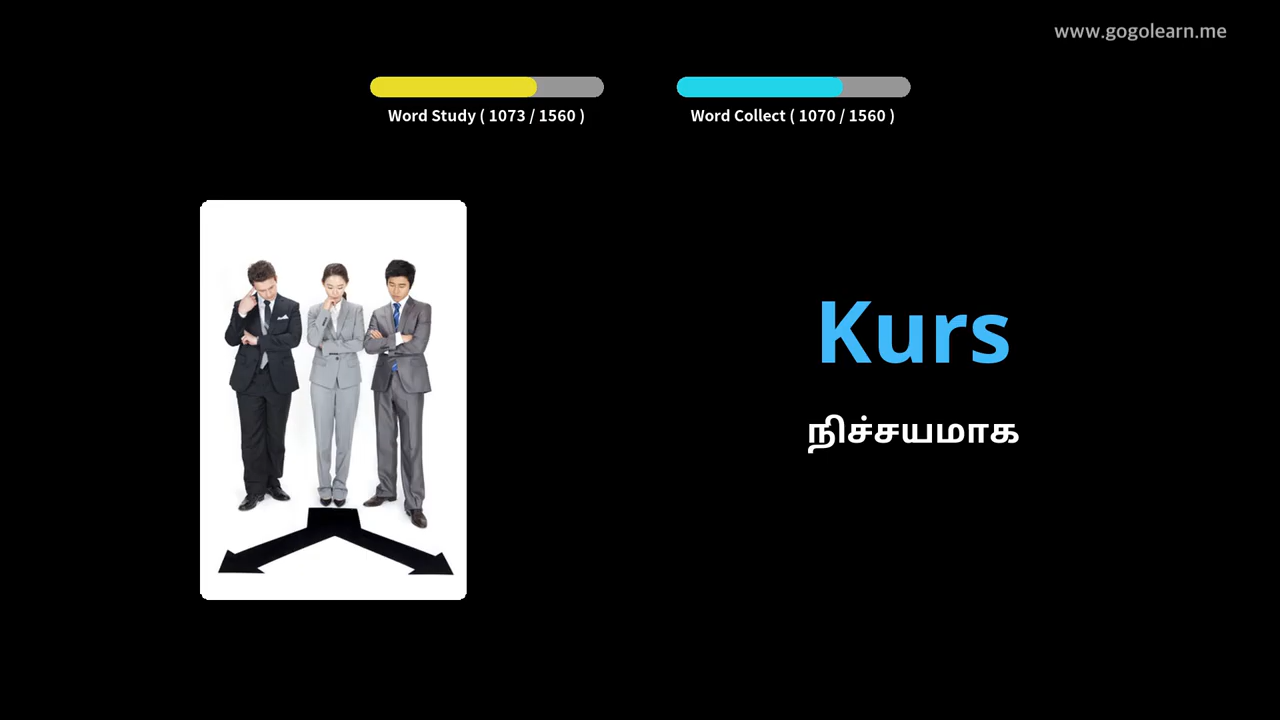 www.gogolearn.me
Word Study ( 1073 / 1560 )
Word Collect ( 1070 / 1560 )
Kurs
நிச்சயமாக